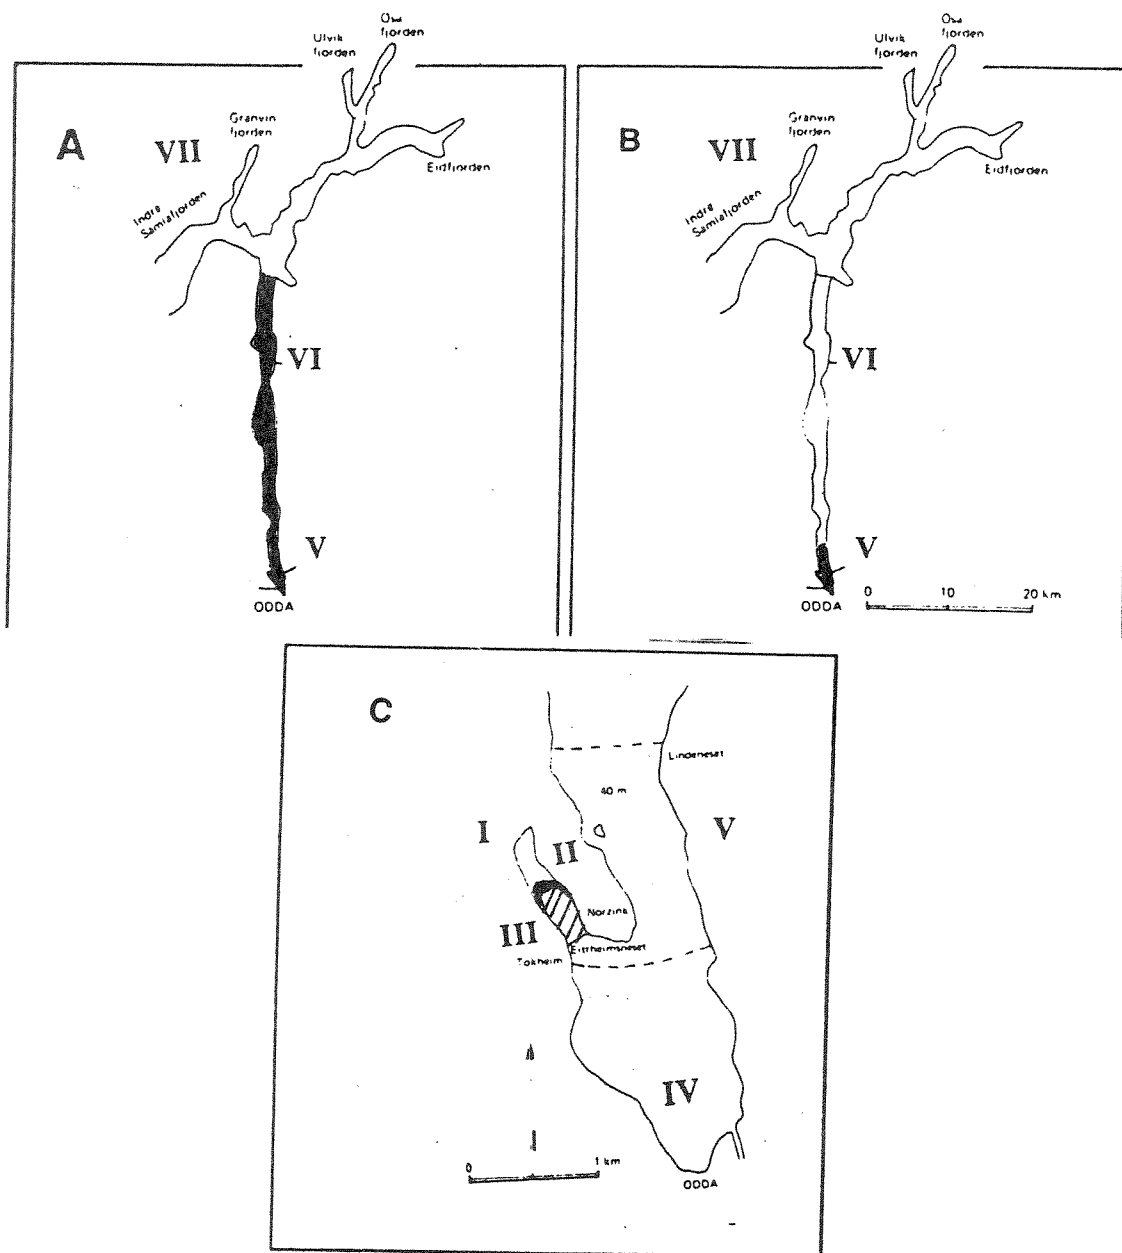 Ulvik
fjorden
Osa
fjorden
A
VII
Granvin
fjorden
Eidfjorden
Indre
Samlafjorden
VI
V
ODDA
Ulvik
fjorden
Osa
fjorden
B
VII
Granvin
fjorden
Eidfjorden
Indre
Samlafjorden
VI
V
ODDA
0 10 20 km
C
Lindeneset
40 m
I
II
V
Norzink
III
Eitrheimsneset
Tokheim
IV
0 1 km
ODDA